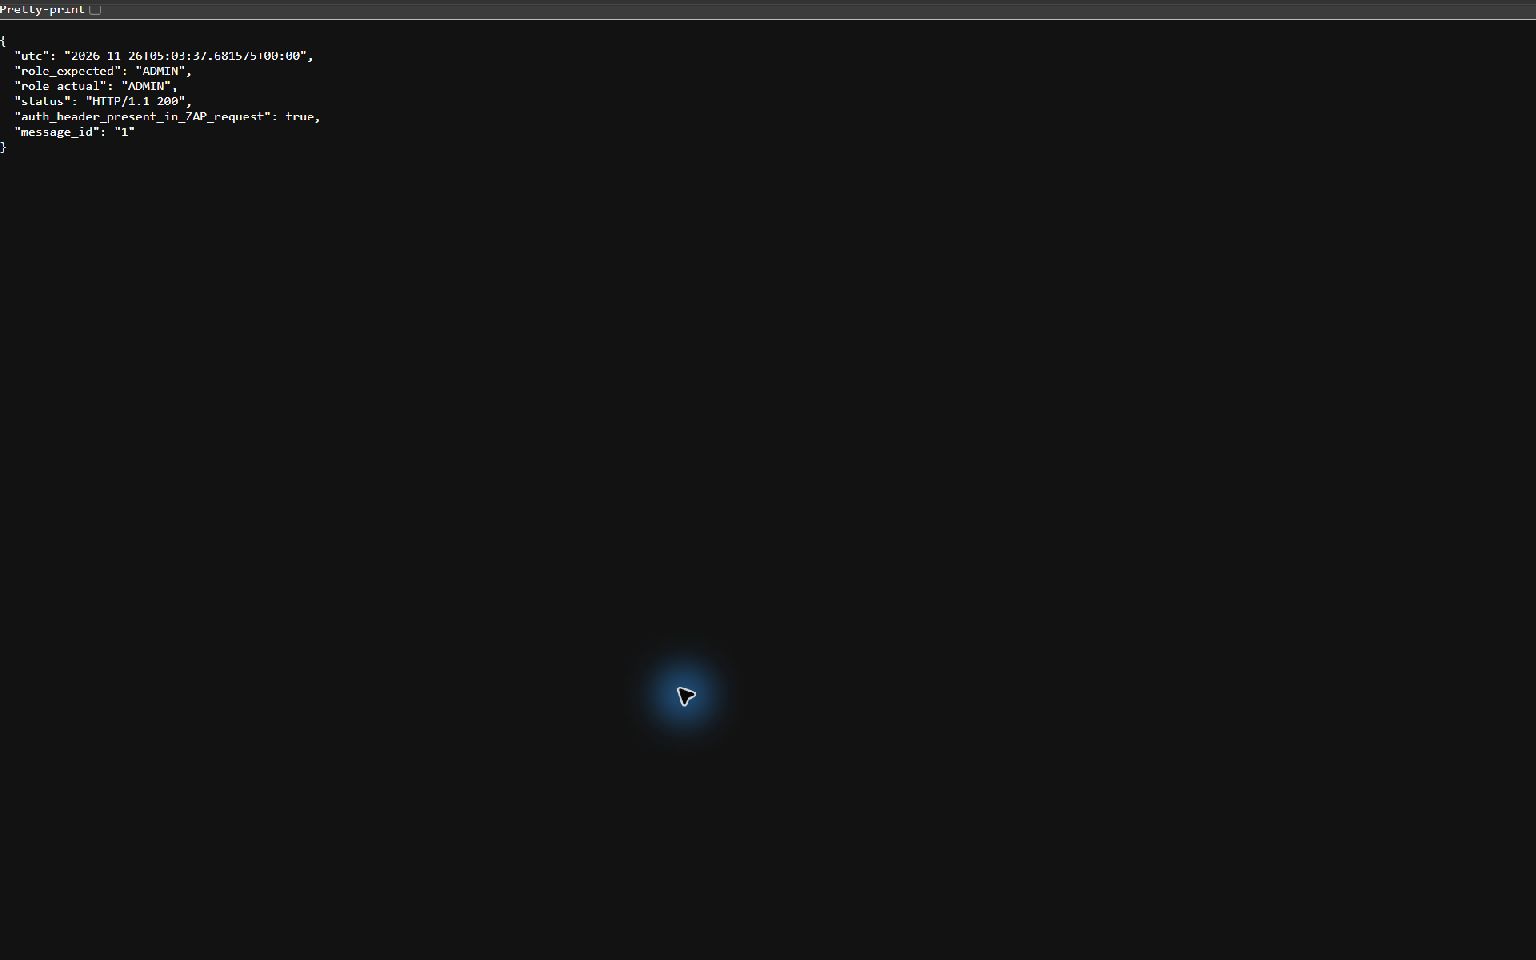 Pretty-print
{
"utc": "2026-11-26T05:03:37.681575+00:00",
"role_expected": "ADMIN",
"role_actual": "ADMIN",
"status": "HTTP/1.1 200",
"auth_header_present_in_ZAP_request": true,
"message_id": "1"
}